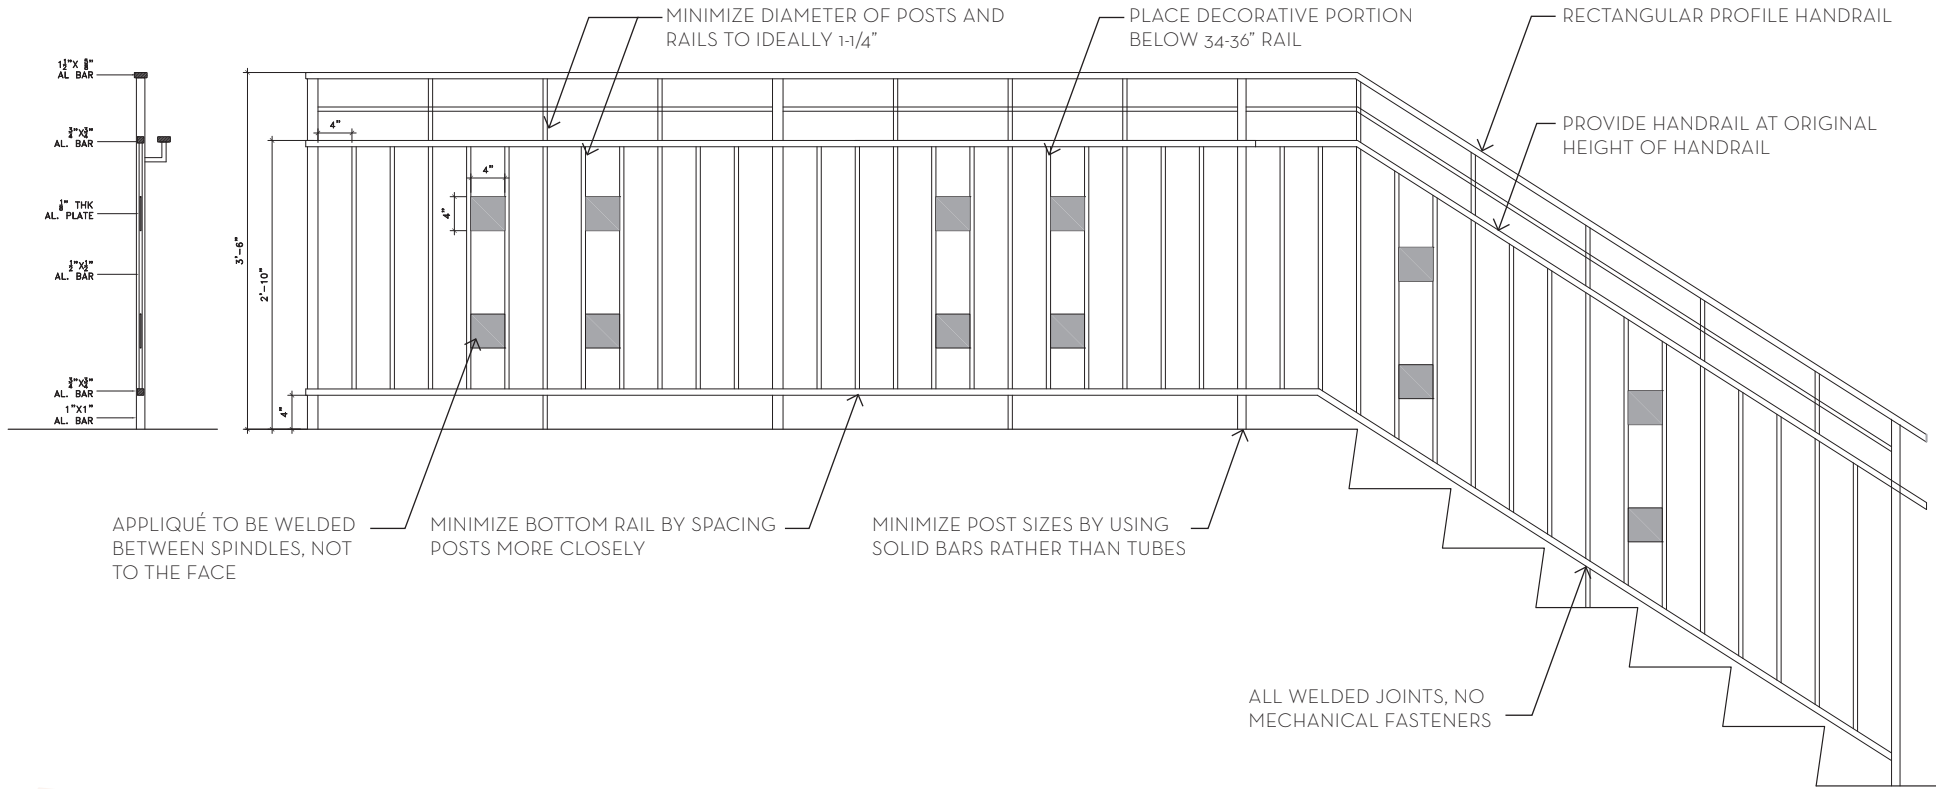 MINIMIZE DIAMETER OF POSTS AND
RAILS TO IDEALLY 1-1/4"
PLACE DECORATIVE PORTION
BELOW 34-36" RAIL
RECTANGULAR PROFILE HANDRAIL
PROVIDE HANDRAIL AT ORIGINAL
HEIGHT OF HANDRAIL
AL BAR
3/4"X3/4"
AL. BAR
1/8" THK
AL. PLATE
1/2"X1/2"
AL. BAR
3/4"X3/4"
AL. BAR
1"X1"
AL. BAR
3'-6"
2'-10"
4"
4"
4"
4"
APPLIQUÉ TO BE WELDED
BETWEEN SPINDLES, NOT
TO THE FACE
MINIMIZE BOTTOM RAIL BY SPACING
POSTS MORE CLOSELY
MINIMIZE POST SIZES BY USING
SOLID BARS RATHER THAN TUBES
ALL WELDED JOINTS, NO
MECHANICAL FASTENERS